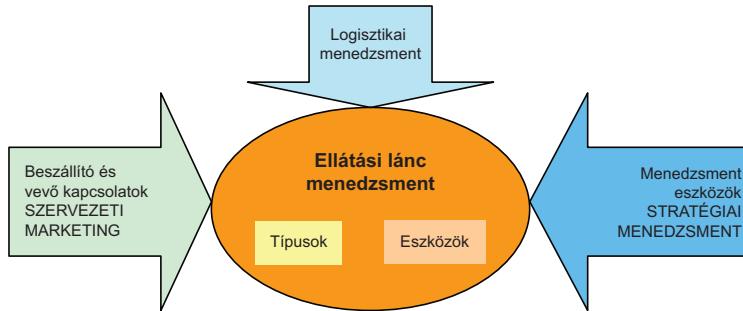 Logisztikai
menedzsment
Beszállító és
vevő kapcsolatok
SZERVEZETI
MARKETING
Ellátási lánc
menedzsment
Típusok
Eszközök
Menedzsment
eszközök
STRATÉGIAI
MENEDZSMENT